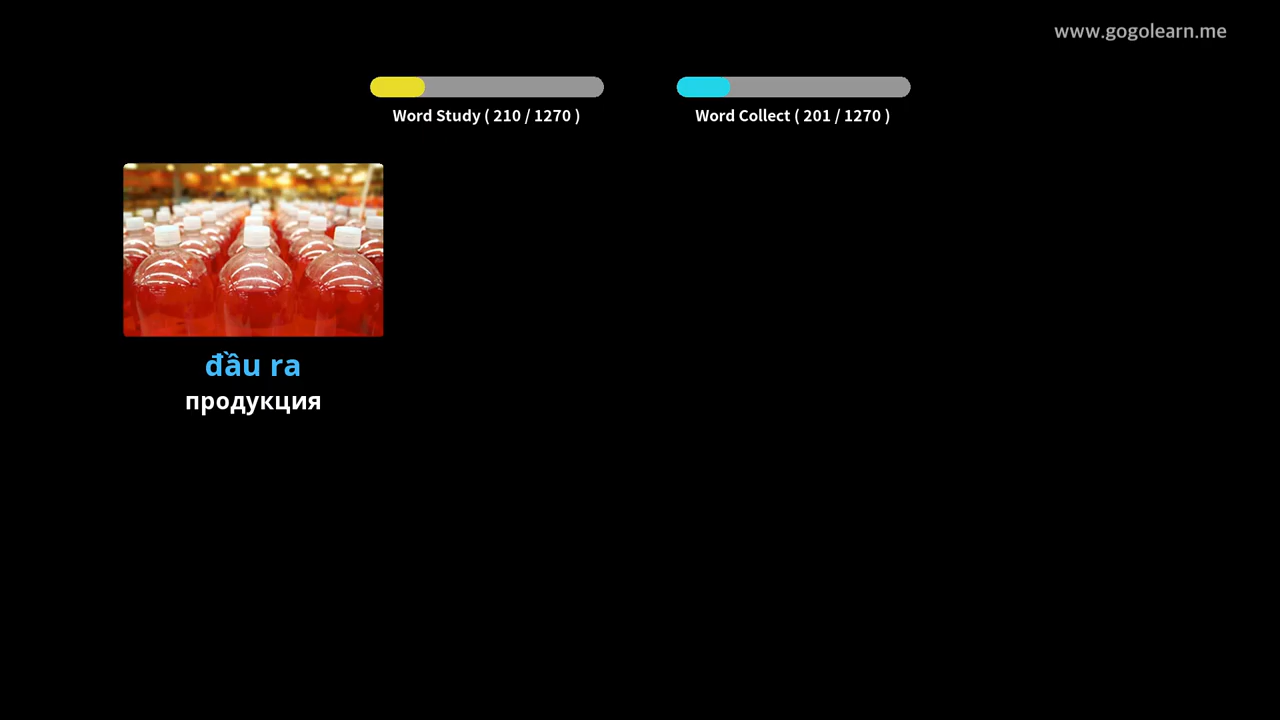 www.gogolearn.me
Word Study ( 210 / 1270 )
Word Collect ( 201 / 1270 )
đầu ra
продукция